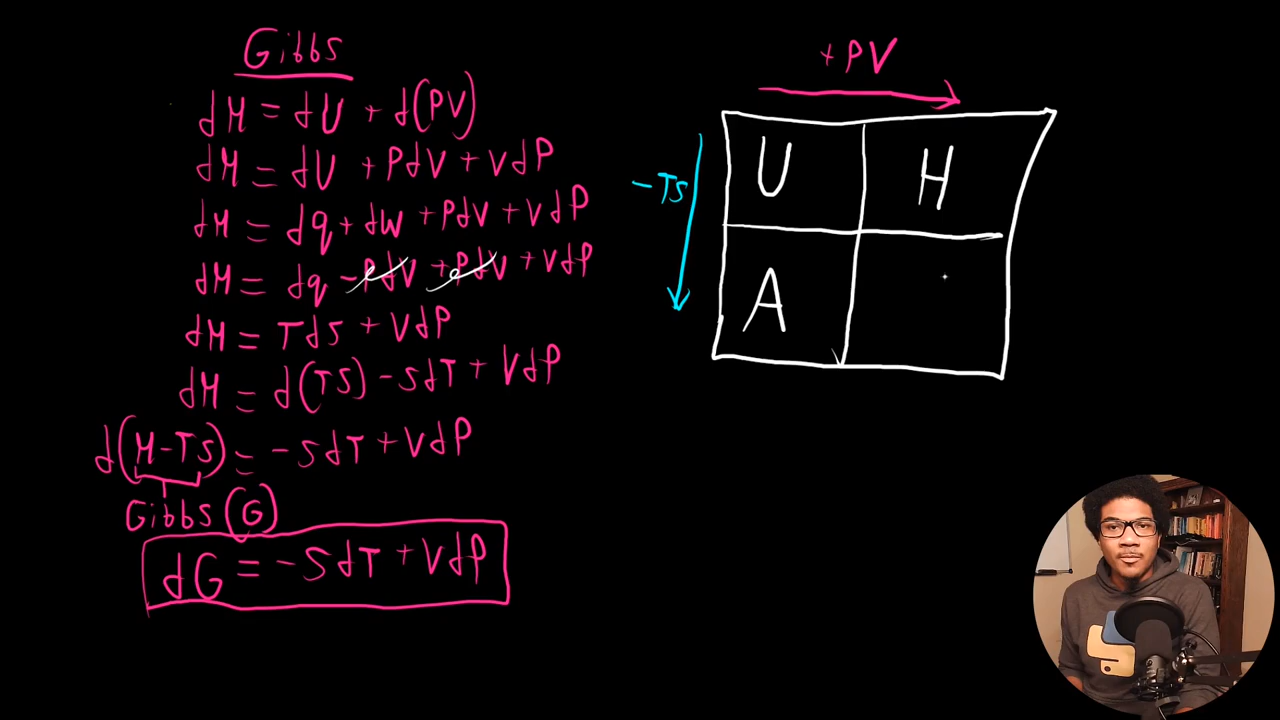 Gibbs
dH = dU + d(PV)
dH = dU + PdV + VdP
dH = dq + dw + PdV + VdP
dH = dq - PdV + PdV + VdP
dH = TdS + VdP
dH = d(TS) - SdT + VdP
d(H-TS) = -SdT + VdP
Gibbs (G)
dG = -SdT + VdP
+PV
-TS
U H
A